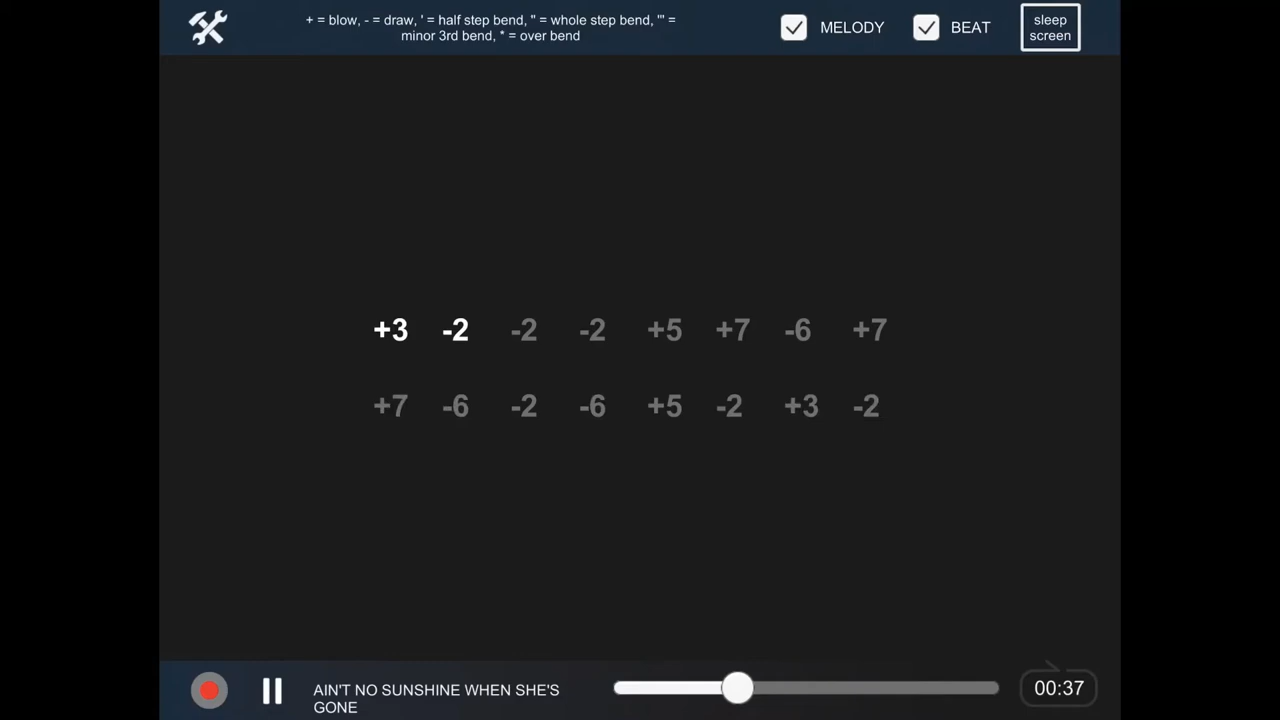 + = blow, - = draw, ' = half step bend, " = whole step bend, '" =
minor 3rd bend, * = over bend
MELODY
BEAT
sleep
screen
+3 -2 -2 -2 +5 +7 -6 +7
+7 -6 -2 -6 +5 -2 +3 -2
AIN'T NO SUNSHINE WHEN SHE'S
GONE
00:37